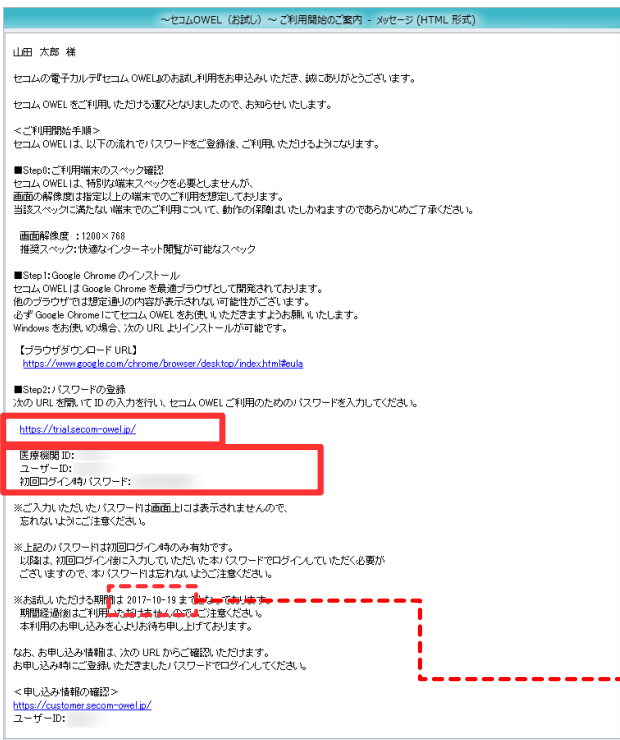 ～セコムOWEL（お試し）～ ご利用開始のご案内 - メッセージ (HTML 形式)
山田 太郎 様
セコムの電子カルテ『セコム OWEL』のお試し利用をお申込みいただき、誠にありがとうございます。
セコム OWEL をご利用いただける運びとなりましたので、お知らせいたします。
＜ご利用開始手順＞
セコム OWEL は、以下の流れでパスワードをご登録後、ご利用いただけるようになります。
■Step0:ご利用端末のスペック確認
セコム OWEL は、特別な端末スペックを必要としませんが、
画面の解像度は指定以上の端末でのご利用を想定しております。
当該スペックに満たない端末でのご利用について、動作の保障はいたしかねますのであらかじめご了承ください。
画面解像度 ：1200×768
推奨スペック:快適なインターネット閲覧が可能なスペック
■Step1:Google Chrome のインストール
セコム OWEL は Google Chrome を最適ブラウザとして開発されております。
他のブラウザでは想定通りの内容が表示されない可能性がございます。
必ず Google Chrome にてセコム OWEL をお使いいただきますようお願いいたします。
Windows をお使いの場合、次の URL よりインストールが可能です。
【ブラウザダウンロード URL】
https://www.google.com/chrome/browser/desktop/index.html#eula
■Step2:パスワードの登録
次の URL を開いて ID の入力を行い、セコム OWEL ご利用のためのパスワードを入力してください。
https://trial.secom-owel.jp/
医療機関 ID:
ユーザーID:
初回ログイン時パスワード:
※ご入力いただいたパスワードは画面上には表示されませんので、
忘れないようにご注意ください。
※上記のパスワードは初回ログイン時のみ有効です。
以降は、初回ログイン後に入力していただいた本パスワードでログインしていただく必要が
ございますので、本パスワードは忘れないようご注意ください。
※お試しいただける期間は 2017-10-19 までとなっております。
期間経過後はご利用いただけませんのでご注意ください。
本利用のお申し込みを心よりお待ち申し上げております。
なお、お申し込み情報は、次の URL からご確認いただけます。
お申し込み時にご登録いただきましたパスワードでログインしてください。
＜申し込み情報の確認＞
https://customer.secom-owel.jp/
ユーザーID: